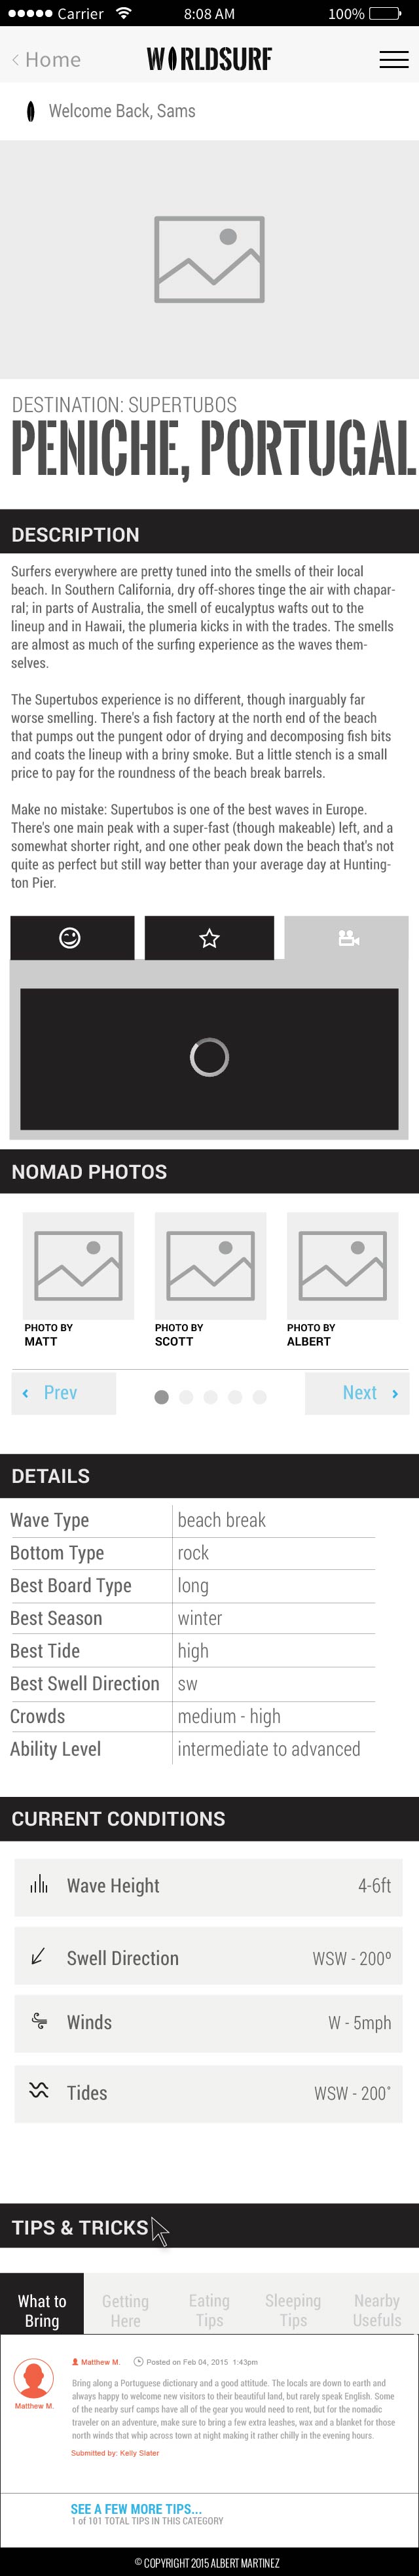 Carrier 8:08 AM 100%
Home WORLDSURF
Welcome Back, Sams
DESTINATION: SUPERTUBOS
PENICHE, PORTUGAL
DESCRIPTION
Surfers everywhere are pretty tuned into the smells of their local
beach. In Southern California, dry off-shores tinge the air with chapar-
ral; in parts of Australia, the smell of eucalyptus wafts out to the
lineup and in Hawaii, the plumeria kicks in with the trades. The smells
are almost as much of the surfing experience as the waves them-
selves.
The Supertubos experience is no different, though inarguably far
worse smelling. There's a fish factory at the north end of the beach
that pumps out the pungent odor of drying and decomposing fish bits
and coats the lineup with a briny smoke. But a little stench is a small
price to pay for the roundness of the beach break barrels.
Make no mistake: Supertubos is one of the best waves in Europe.
There's one main peak with a super-fast (though makeable) left, and a
somewhat shorter right, and one other peak down the beach that's not
quite as perfect but still way better than your average day at Hunting-
ton Pier.
NOMAD PHOTOS
PHOTO BY PHOTO BY PHOTO BY
MATT SCOTT ALBERT
Prev Next
DETAILS
Wave Type beach break
Bottom Type rock
Best Board Type long
Best Season winter
Best Tide high
Best Swell Direction sw
Crowds medium - high
Ability Level intermediate to advanced
CURRENT CONDITIONS
Wave Height 4-6ft
Swell Direction WSW - 200º
Winds W - 5mph
Tides WSW - 200°
TIPS & TRICKS
What to Getting Eating Sleeping Nearby
Bring Here Tips Tips Usefuls
Matthew M. Posted on Feb 04, 2015 1:43pm
Bring along a Portuguese dictionary and a good attitude. The locals are down to earth and
always happy to welcome new visitors to their beautiful land, but rarely speak English. Some
of the nearby surf camps have all of the gear you would need to rent, but for the nomadic
traveler on an adventure, make sure to bring a few extra leashes, wax and a blanket for those
north winds that whip across town at night making it rather chilly in the evening hours.
Matthew M.
Submitted by: Kelly Slater
SEE A FEW MORE TIPS...
1 of 101 TOTAL TIPS IN THIS CATEGORY
© COPYRIGHT 2015 ALBERT MARTINEZ